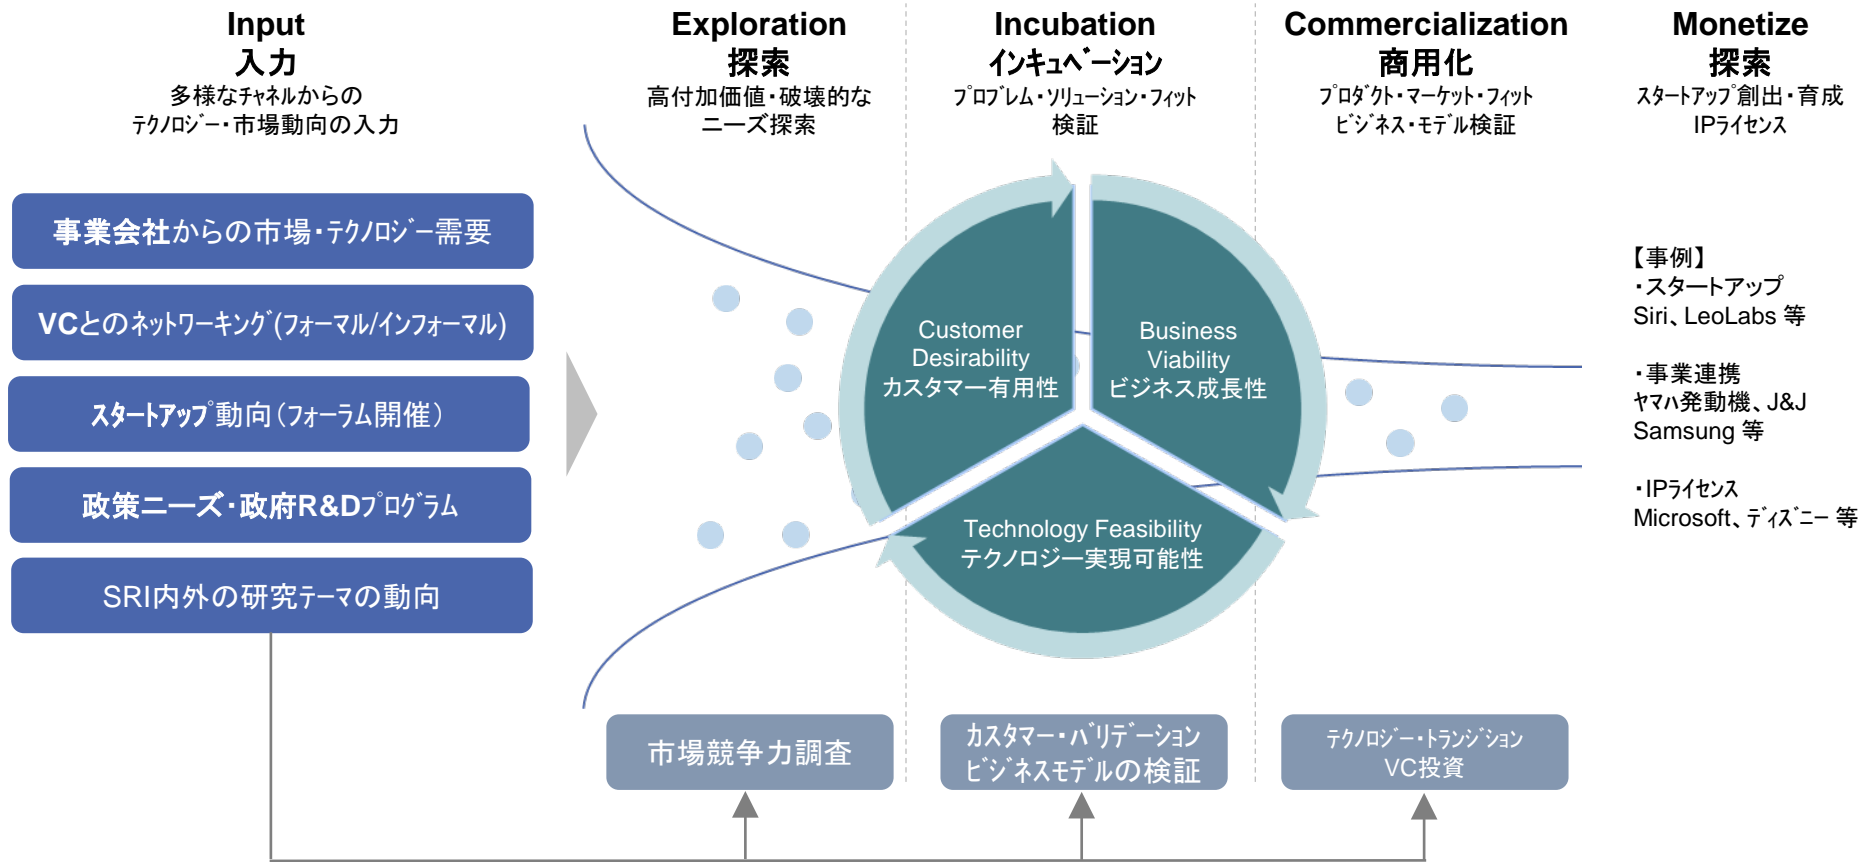 Input
入力
多様なチャネルからの
テクノロジー・市場動向の入力
Exploration
探索
高付加価値・破壊的な
ニーズ探索
Incubation
インキュベーション
プロブレム・ソリューション・フィット
検証
Commercialization
商用化
プロダクト・マーケット・フィット
ビジネス・モデル検証
Monetize
探索
スタートアップ創出・育成
IPライセンス
事業会社からの市場・テクノロジー需要
VCとのネットワーキング(フォーマル/インフォーマル)
スタートアップ動向(フォーラム開催)
政策ニーズ・政府R&Dプログラム
SRI内外の研究テーマの動向
Customer
Desirability
カスタマー有用性
Business
Viability
ビジネス成長性
Technology Feasibility
テクノロジー実現可能性
【事例】
・スタートアップ
Siri、LeoLabs 等
・事業連携
ヤマハ発動機、J&J
Samsung 等
・IPライセンス
Microsoft、ディズニー 等
市場競争力調査
カスタマー・バリデーション
ビジネスモデルの検証
テクノロジー・トランジション
VC投資